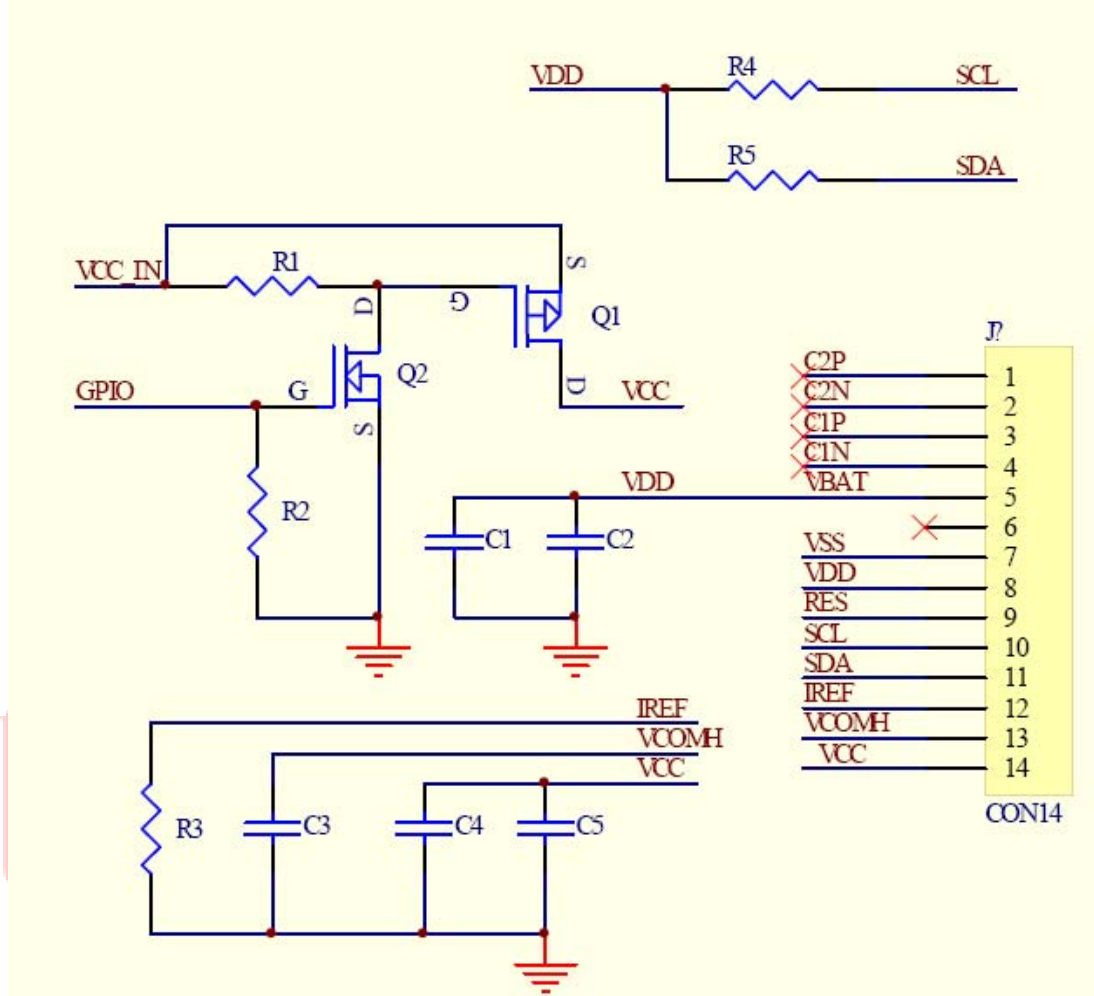 VDD
R4
SCL
R5
SDA
VCC_IN
R1
S
D
G
Q1
Q2
GPIO
G
S
D
VCC
R2
J?
C2P
1
C2N
2
C1P
3
C1N
4
VDD
VBAT
5
6
C1
C2
VSS
7
VDD
8
RES
9
SCL
10
SDA
11
IREF
12
VCOMH
13
VCC
14
CON14
IREF
VCOMH
VCC
R3
C3
C4
C5